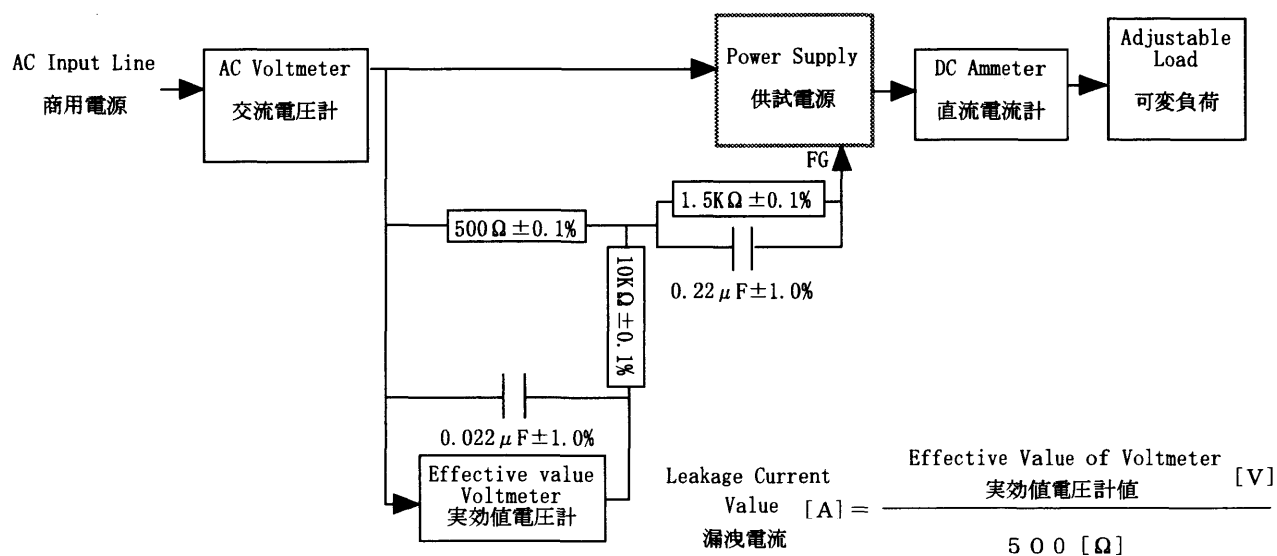 AC Input Line
商用電源
AC Voltmeter
交流電圧計
Power Supply
供試電源
DC Ammeter
直流電流計
Adjustable
Load
可変負荷
FG
1.5KΩ±0.1%
500Ω±0.1%
10KΩ±0.1%
0.22μF±1.0%
0.022μF±1.0%
Effective value
Voltmeter
実効値電圧計
Leakage Current
Value [A] =
漏洩電流
Effective Value of Voltmeter
実効値電圧計値 [V]
500 [Ω]